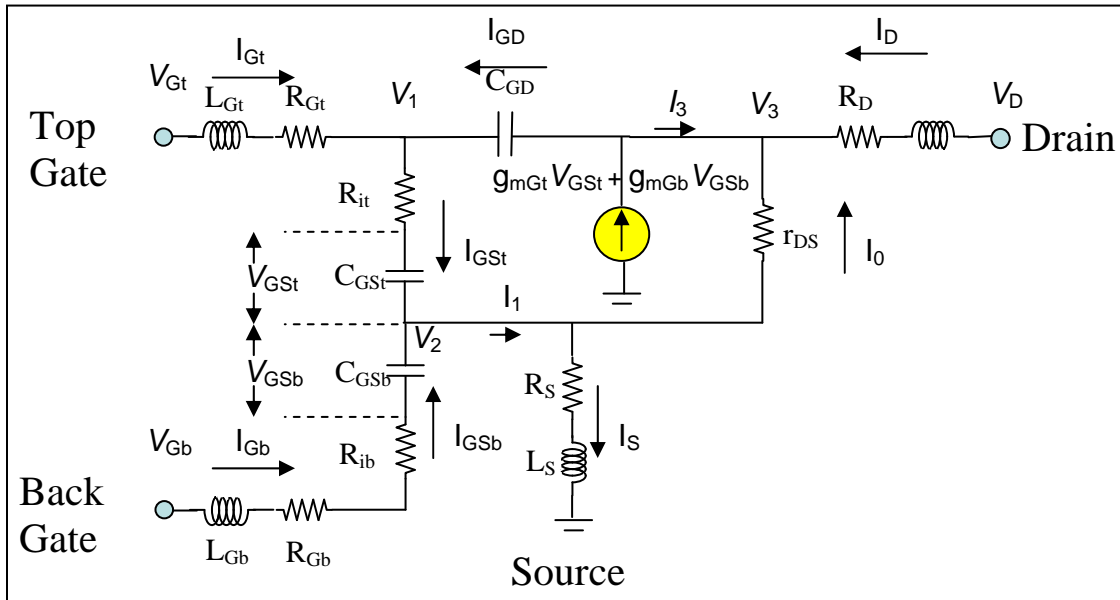 I_GD
I_D
I_Gt
V_Gt
C_GD
L_Gt
R_Gt
V_1
I_3
V_3
R_D
V_D
Top
Gate
Drain
g_mGt V_GSt + g_mGb V_GSb
R_it
r_DS
I_GSt
I_0
V_GSt
C_GSt
I_1
V_2
V_GSb
C_GSb
R_S
V_Gb
I_Gb
I_GSb
I_S
R_ib
L_S
Back
Gate
L_Gb
R_Gb
Source